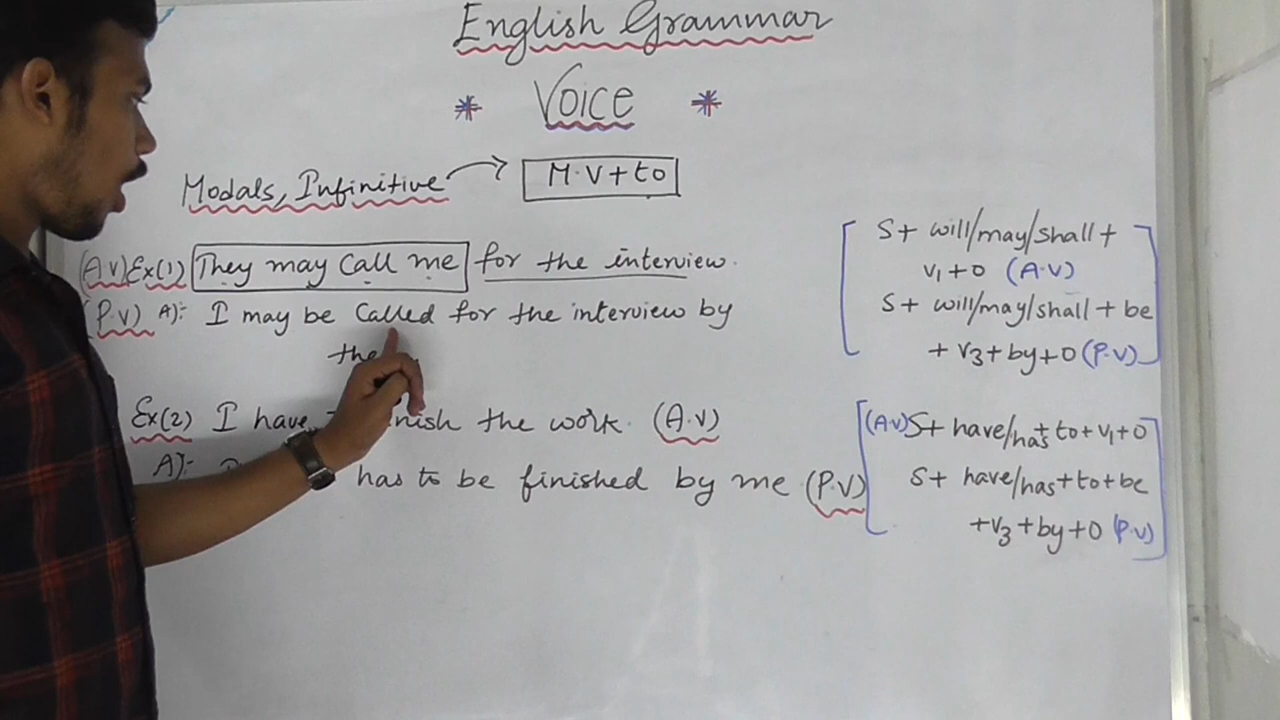 English Grammar
* Voice *
Modals, Infinitive → M.V+to
(A.V) Ex(1) They may call me for the interview.
(P.V) A):- I may be called for the interview by
the
Ex(2) I have finish the work. (A.V)
A):- has to be finished by me (P.V)
S+ will/may/shall +
V1+O (A.V)
S+ will/may/shall + be
+ V3+by+O (P.V)
(A.V) S+ have/has+to+V1+O
S+ have/has+to+be
+V3+by+O (P.V)